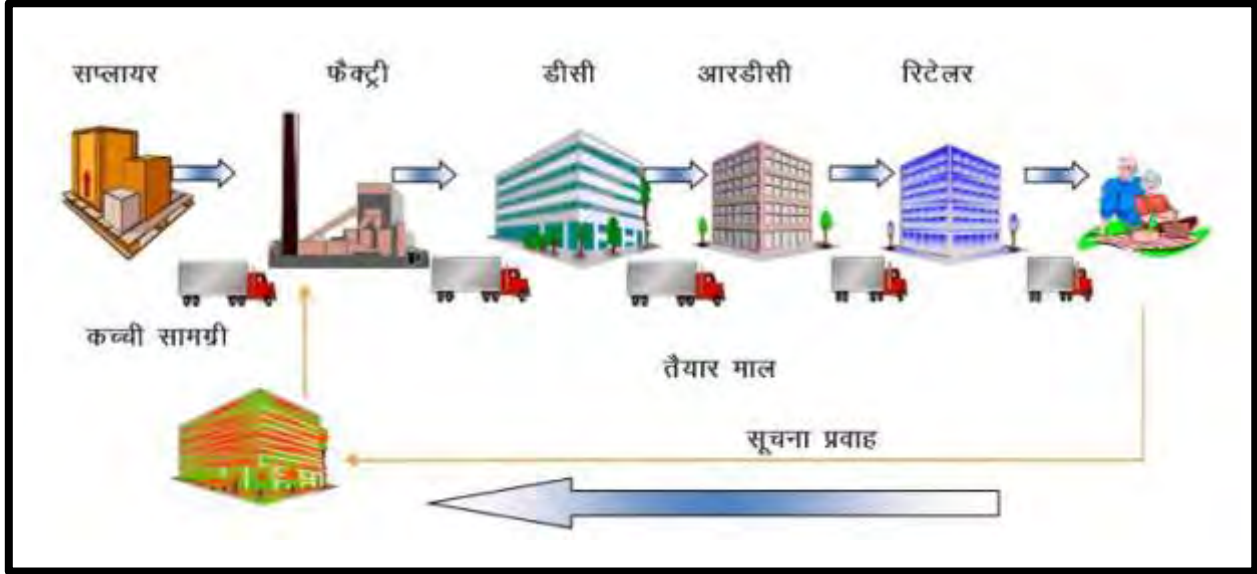 सप्लायर फैक्ट्री डीसी आरडीसी रिटेलर
कच्ची सामग्री
तैयार माल
सूचना प्रवाह